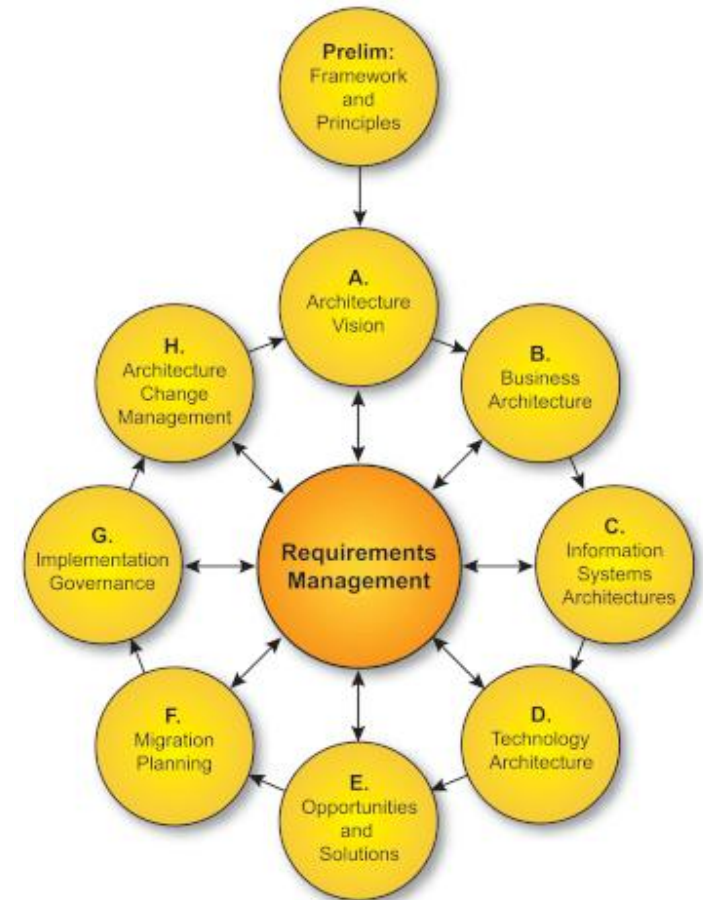 Prelim:
Framework
and
Principles
A.
Architecture
Vision
B.
Business
Architecture
C.
Information
Systems
Architectures
D.
Technology
Architecture
E.
Opportunities
and
Solutions
F.
Migration
Planning
G.
Implementation
Governance
H.
Architecture
Change
Management
Requirements
Management